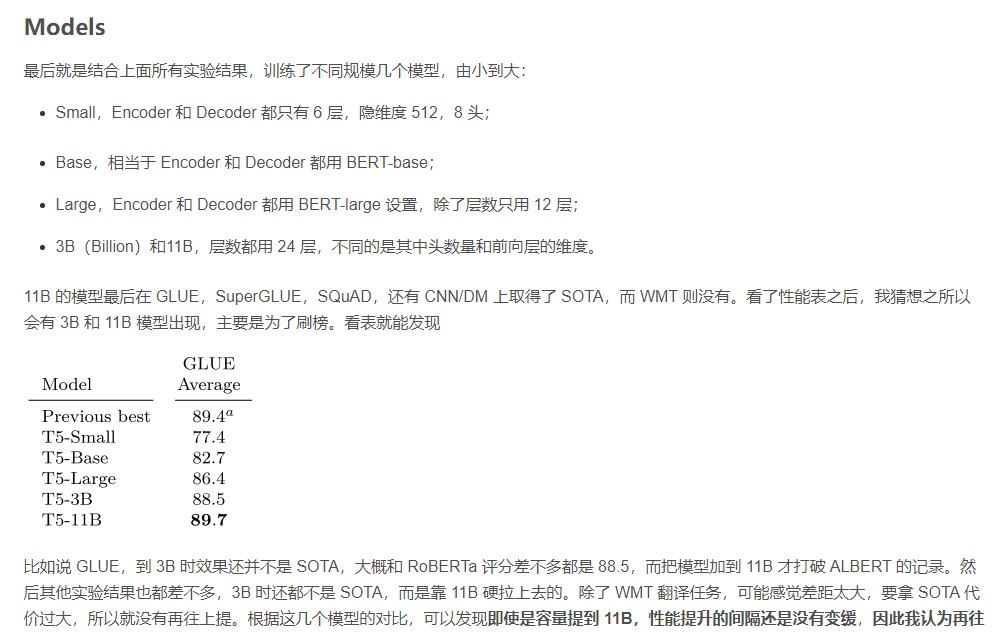 Models
最后就是结合上面所有实验结果，训练了不同规模几个模型，由小到大：
Small，Encoder 和 Decoder 都只有 6 层，隐维度 512，8 头；
Base，相当于 Encoder 和 Decoder 都用 BERT-base；
Large，Encoder 和 Decoder 都用 BERT-large 设置，除了层数只用 12 层；
3B（Billion）和11B，层数都用 24 层，不同的是其中头数量和前向层的维度。
11B 的模型最后在 GLUE，SuperGLUE，SQuAD，还有 CNN/DM 上取得了 SOTA，而 WMT 则没有。看了性能表之后，我猜想之所以
会有 3B 和 11B 模型出现，主要是为了刷榜。看表就能发现
GLUE
Model Average
Previous best 89.4a
T5-Small 77.4
T5-Base 82.7
T5-Large 86.4
T5-3B 88.5
T5-11B 89.7
比如说 GLUE，到 3B 时效果还并不是 SOTA，大概和 RoBERTa 评分差不多都是 88.5，而把模型加到 11B 才打破 ALBERT 的记录。然
后其他实验结果也都差不多，3B 时还都不是 SOTA，而是靠 11B 硬拉上去的。除了 WMT 翻译任务，可能感觉差距太大，要拿 SOTA 代
价过大，所以就没有再往上提。根据这几个模型的对比，可以发现即使是容量提到 11B，性能提升的间隔还是没有变缓，因此我认为再往